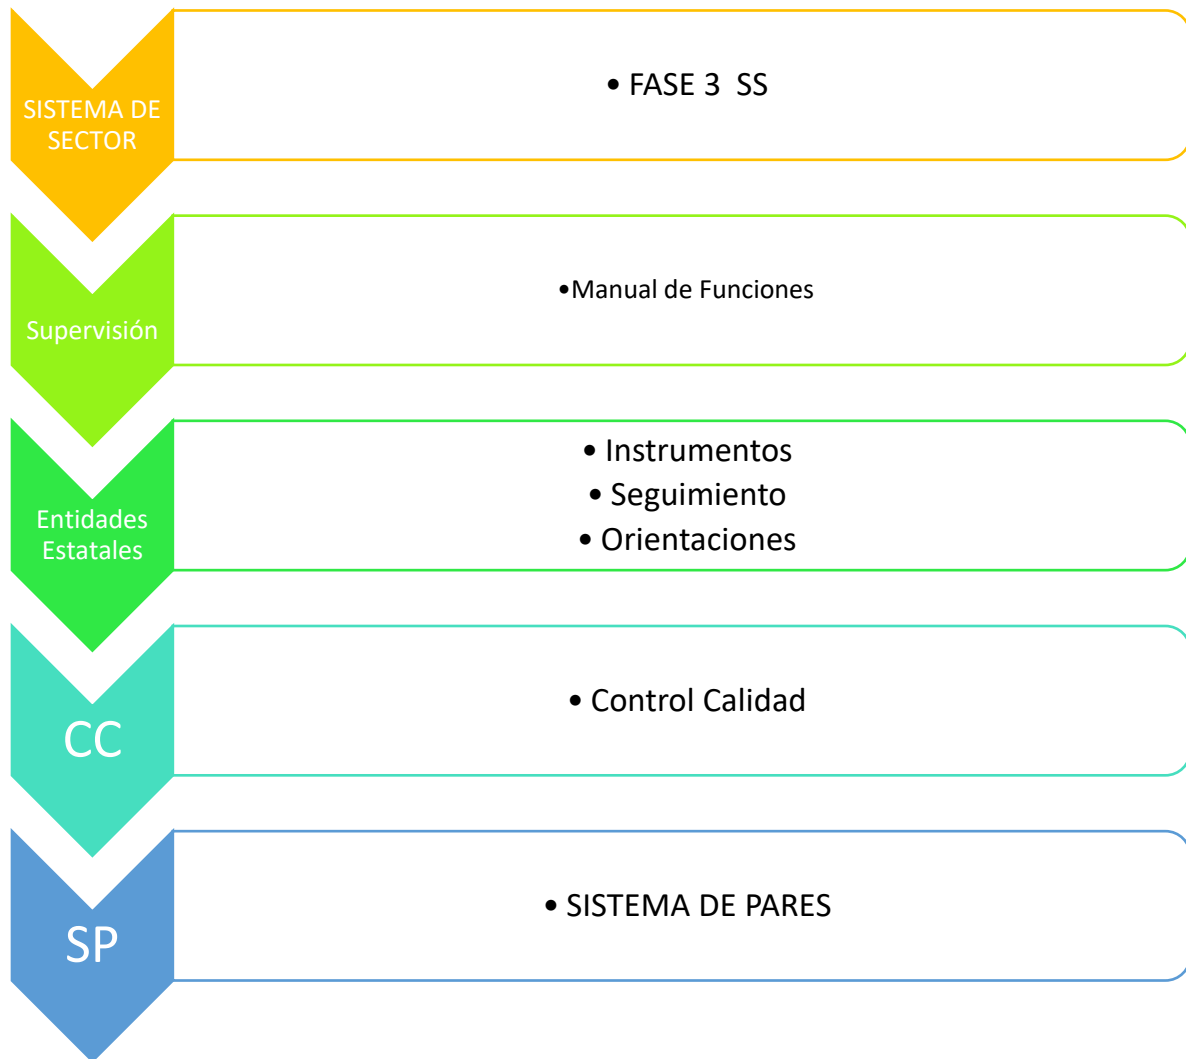 SISTEMA DE
SECTOR
• FASE 3  SS
Supervisión
•Manual de Funciones
Entidades
Estatales
• Instrumentos
• Seguimiento
• Orientaciones
CC
• Control Calidad
SP
• SISTEMA DE PARES